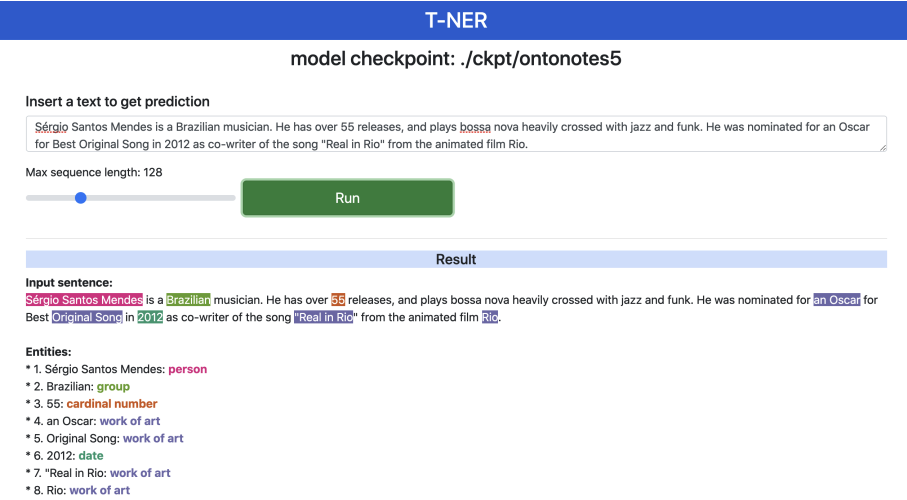 T-NER
model checkpoint: ./ckpt/ontonotes5
Insert a text to get prediction
Sérgio Santos Mendes is a Brazilian musician. He has over 55 releases, and plays bossa nova heavily crossed with jazz and funk. He was nominated for an Oscar
for Best Original Song in 2012 as co-writer of the song "Real in Rio" from the animated film Rio.
Max sequence length: 128
Run
Result
Input sentence:
Sérgio Santos Mendes is a Brazilian musician. He has over 55 releases, and plays bossa nova heavily crossed with jazz and funk. He was nominated for an Oscar for
Best Original Song in 2012 as co-writer of the song "Real in Rio" from the animated film Rio.
Entities:
* 1. Sérgio Santos Mendes: person
* 2. Brazilian: group
* 3. 55: cardinal number
* 4. an Oscar: work of art
* 5. Original Song: work of art
* 6. 2012: date
* 7. "Real in Rio: work of art
* 8. Rio: work of art